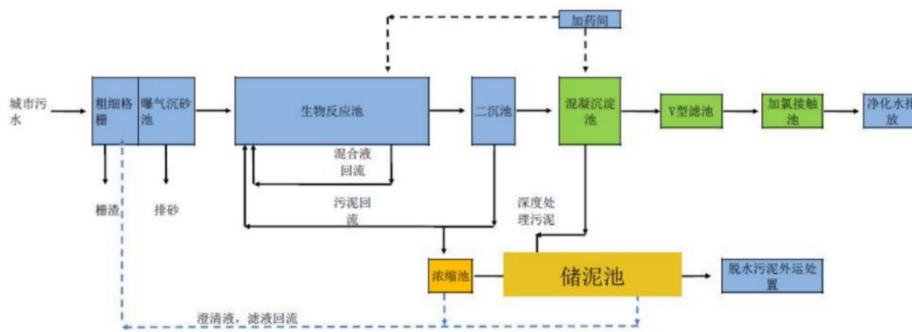 加药间
城市污
水
粗细格
栅
曝气沉砂
池
生物反应池
二沉池
混凝沉淀
池
V型滤池
加氯接触
池
净化水排
放
混合液
回流
栅渣
排砂
污泥回
流
深度处
理污泥
浓缩池
储泥池
脱水污泥外运处
置
澄清液，滤液回流